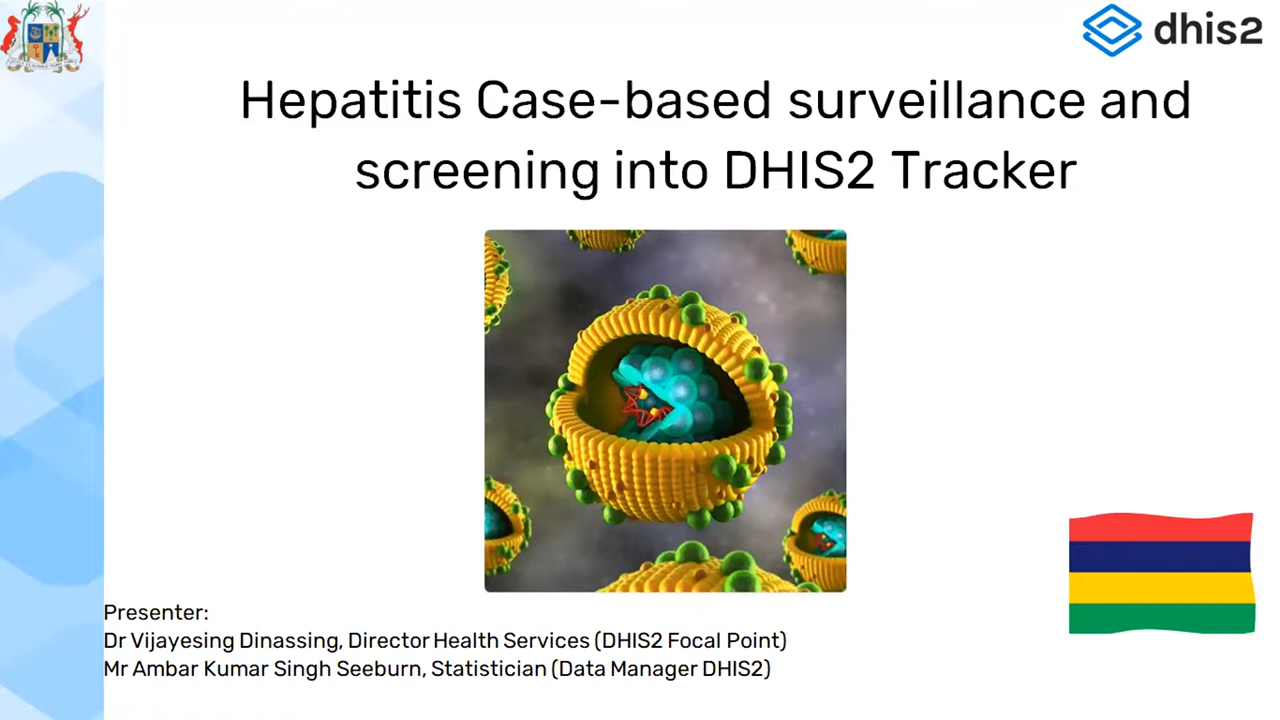 dhis2
Hepatitis Case-based surveillance and
screening into DHIS2 Tracker
Presenter:
Dr Vijayesing Dinassing, Director Health Services (DHIS2 Focal Point)
Mr Ambar Kumar Singh Seeburn, Statistician (Data Manager DHIS2)